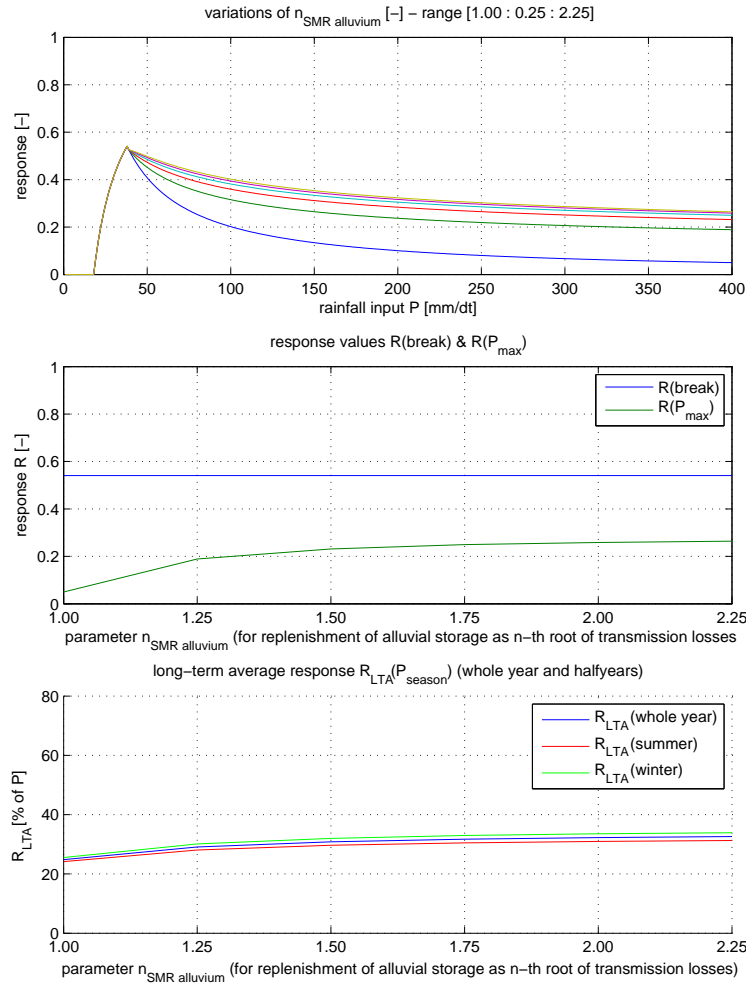 variations of n_SMR alluvium [−] − range [1.00 : 0.25 : 2.25]
1
0.8
0.6
0.4
0.2
0
response [−]
0 50 100 150 200 250 300 350 400
rainfall input P [mm/dt]
response values R(break) & R(P_max)
1
0.8
0.6
0.4
0.2
0
response R [−]
R(break)
R(P_max)
1.00 1.25 1.50 1.75 2.00 2.25
parameter n_SMR alluvium (for replenishment of alluvial storage as n−th root of transmission losses
long−term average response R_LTA(P_season) (whole year and halfyears)
80
60
40
20
0
R_LTA [% of P]
R_LTA(whole year)
R_LTA(summer)
R_LTA(winter)
1.00 1.25 1.50 1.75 2.00 2.25
parameter n_SMR alluvium (for replenishment of alluvial storage as n−th root of transmission losses)